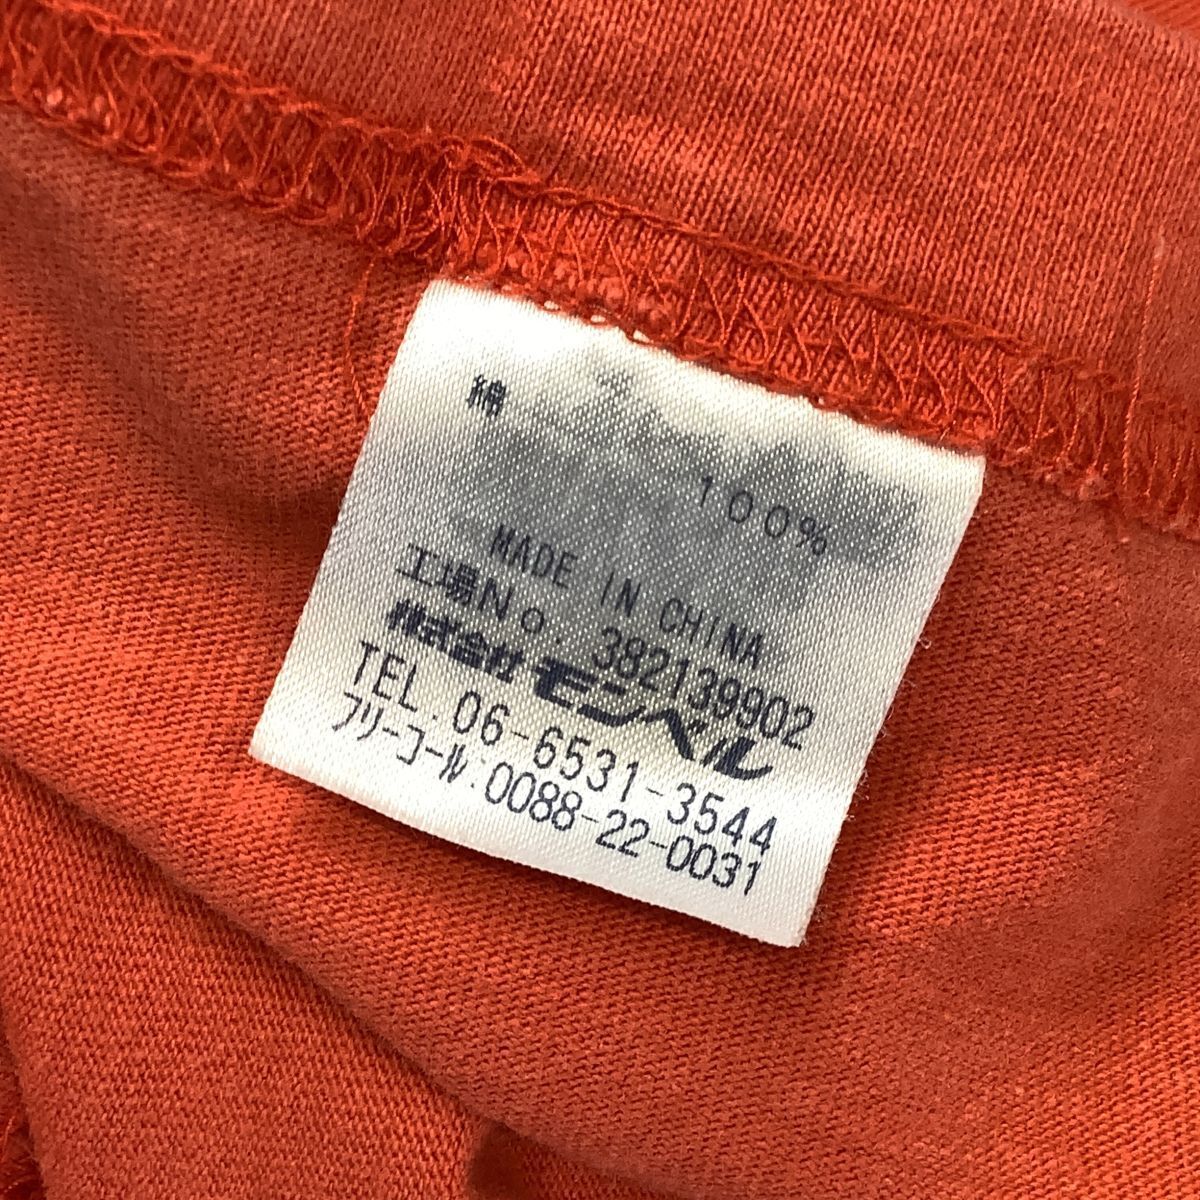 綿 100%
MADE IN CHINA
工場No. 382139902
株式会社モンベル
TEL. 06-6531-3544
フリーコール:0088-22-0031